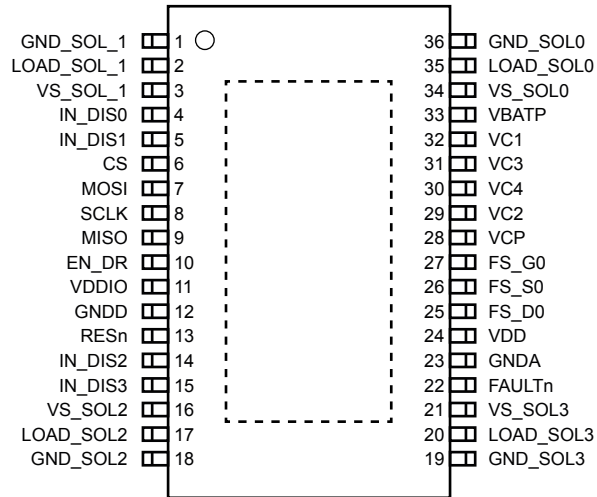 GND_SOL_1 1 36 GND_SOL0
LOAD_SOL_1 2 35 LOAD_SOL0
VS_SOL_1 3 34 VS_SOL0
IN_DIS0 4 33 VBATP
IN_DIS1 5 32 VC1
CS 6 31 VC3
MOSI 7 30 VC4
SCLK 8 29 VC2
MISO 9 28 VCP
EN_DR 10 27 FS_G0
VDDIO 11 26 FS_S0
GNDD 12 25 FS_D0
RESn 13 24 VDD
IN_DIS2 14 23 GNDA
IN_DIS3 15 22 FAULTn
VS_SOL2 16 21 VS_SOL3
LOAD_SOL2 17 20 LOAD_SOL3
GND_SOL2 18 19 GND_SOL3